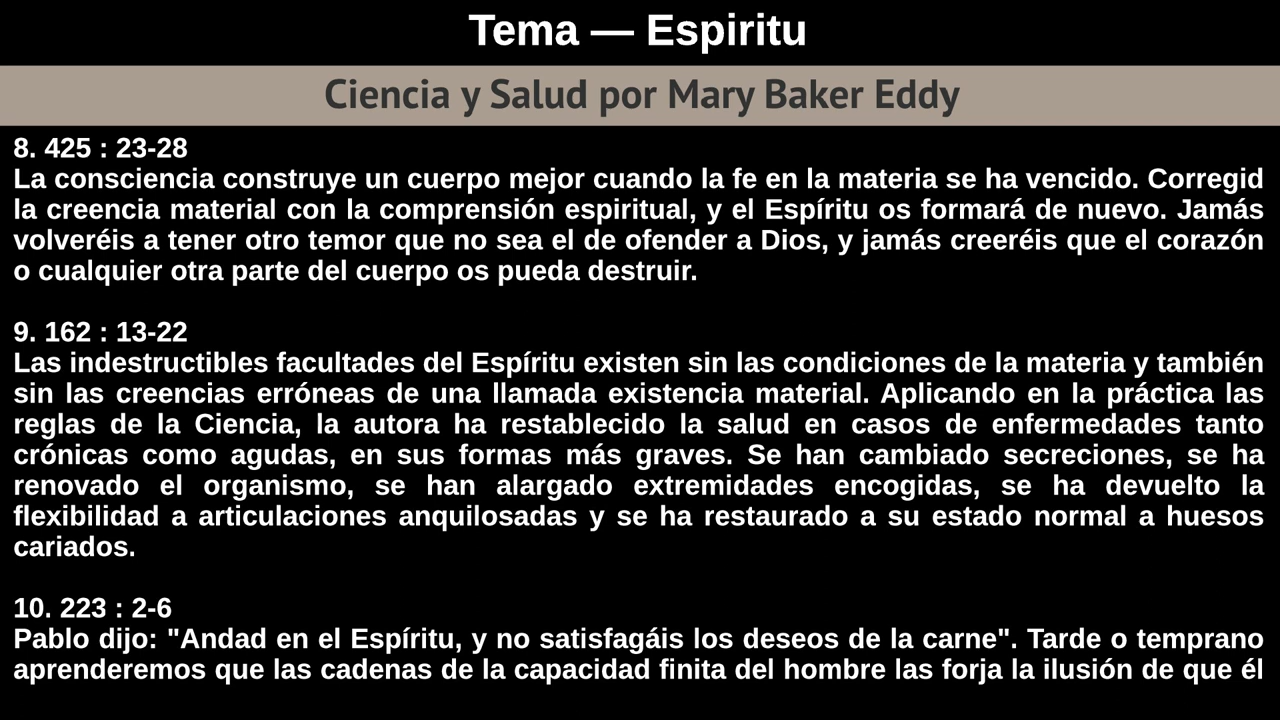 Tema — Espiritu
Ciencia y Salud por Mary Baker Eddy
8. 425 : 23-28
La consciencia construye un cuerpo mejor cuando la fe en la materia se ha vencido. Corregid
la creencia material con la comprensión espiritual, y el Espíritu os formará de nuevo. Jamás
volveréis a tener otro temor que no sea el de ofender a Dios, y jamás creeréis que el corazón
o cualquier otra parte del cuerpo os pueda destruir.
9. 162 : 13-22
Las indestructibles facultades del Espíritu existen sin las condiciones de la materia y también
sin las creencias erróneas de una llamada existencia material. Aplicando en la práctica las
reglas de la Ciencia, la autora ha restablecido la salud en casos de enfermedades tanto
crónicas como agudas, en sus formas más graves. Se han cambiado secreciones, se ha
renovado el organismo, se han alargado extremidades encogidas, se ha devuelto la
flexibilidad a articulaciones anquilosadas y se ha restaurado a su estado normal a huesos
cariados.
10. 223 : 2-6
Pablo dijo: "Andad en el Espíritu, y no satisfagáis los deseos de la carne". Tarde o temprano
aprenderemos que las cadenas de la capacidad finita del hombre las forja la ilusión de que él